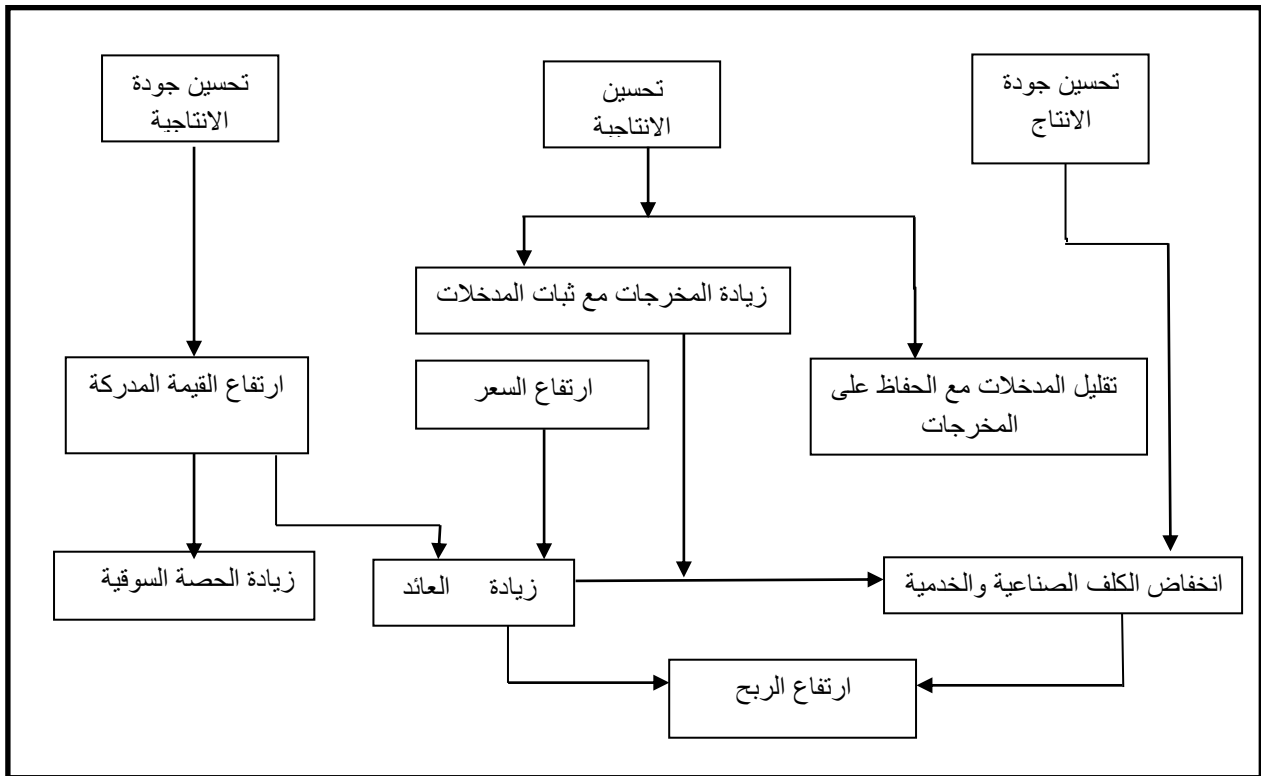 تحسين جودة
الانتاج
تحسين
الانتاجية
تحسين جودة
الانتاجية
زيادة المخرجات مع ثبات المدخلات
تقليل المدخلات مع الحفاظ على
المخرجات
ارتفاع السعر
ارتفاع القيمة المدركة
انخفاض الكلف الصناعية والخدمية
زيادة العائد
زيادة الحصة السوقية
ارتفاع الربح